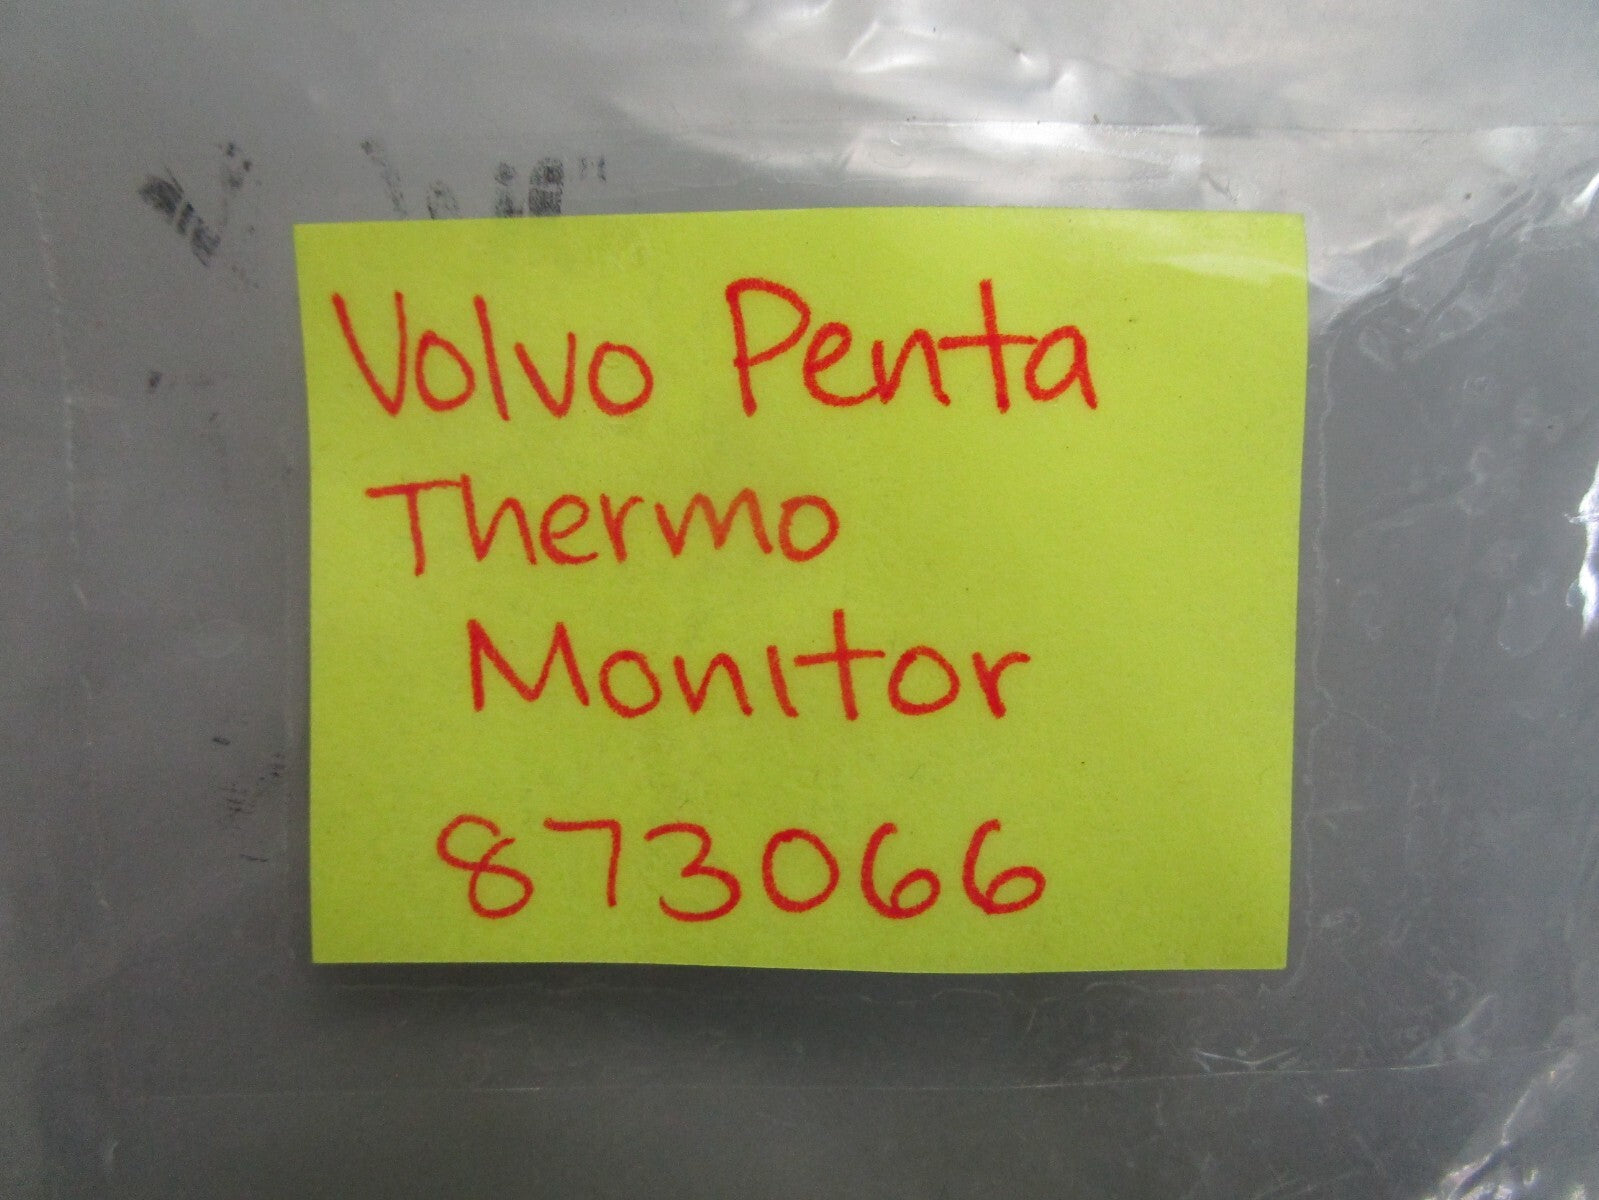 Volvo Penta
Thermo
Monitor
873066